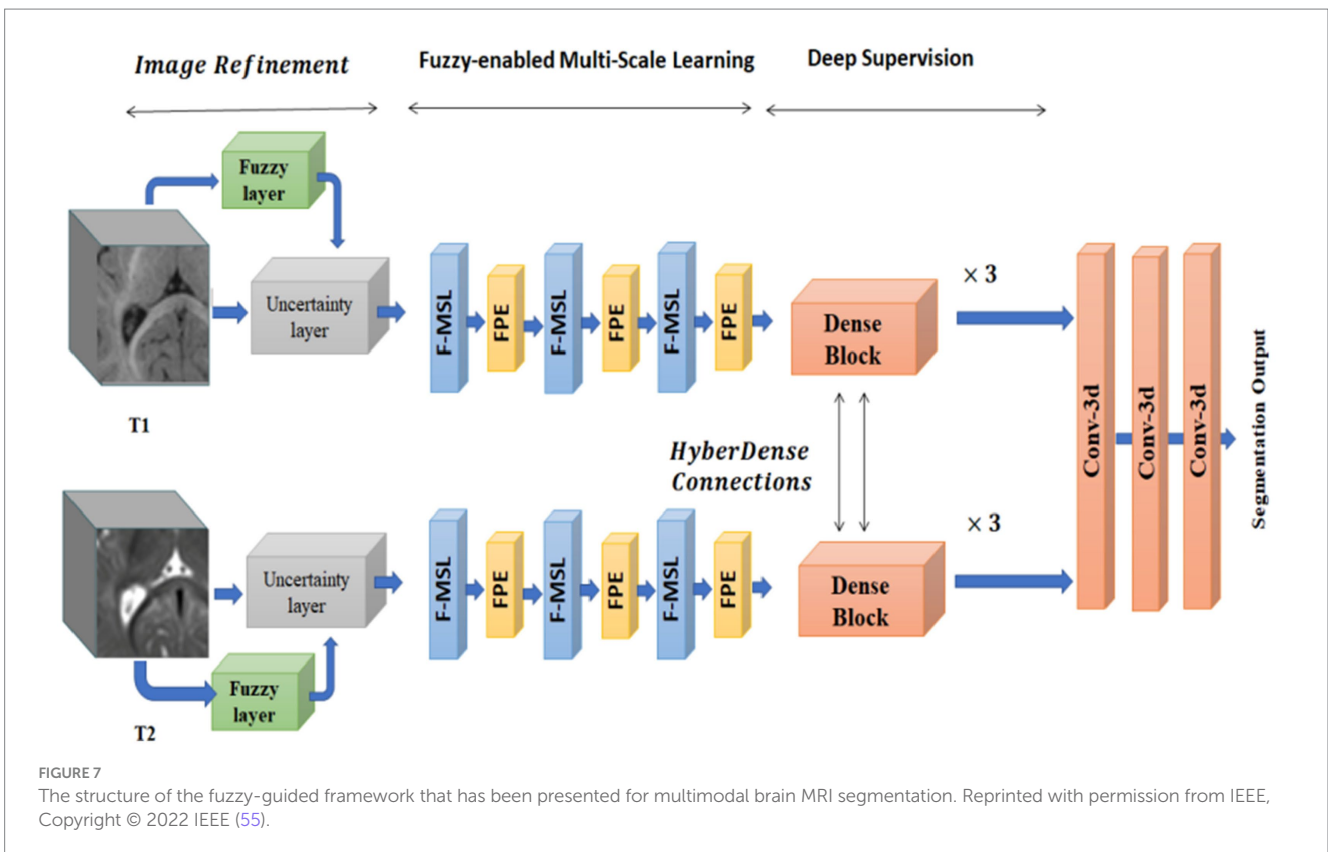 Image Refinement
Fuzzy-enabled Multi-Scale Learning
Deep Supervision
Fuzzy
layer
Uncertainty
layer
T1
F-MSL
FPE
F-MSL
FPE
F-MSL
FPE
Dense
Block
× 3
HyberDense
Connections
Uncertainty
layer
Fuzzy
layer
T2
F-MSL
FPE
F-MSL
FPE
F-MSL
FPE
Dense
Block
× 3
Conv-3d
Conv-3d
Conv-3d
Segmentation Output
FIGURE 7
The structure of the fuzzy-guided framework that has been presented for multimodal brain MRI segmentation. Reprinted with permission from IEEE,
Copyright © 2022 IEEE (55).